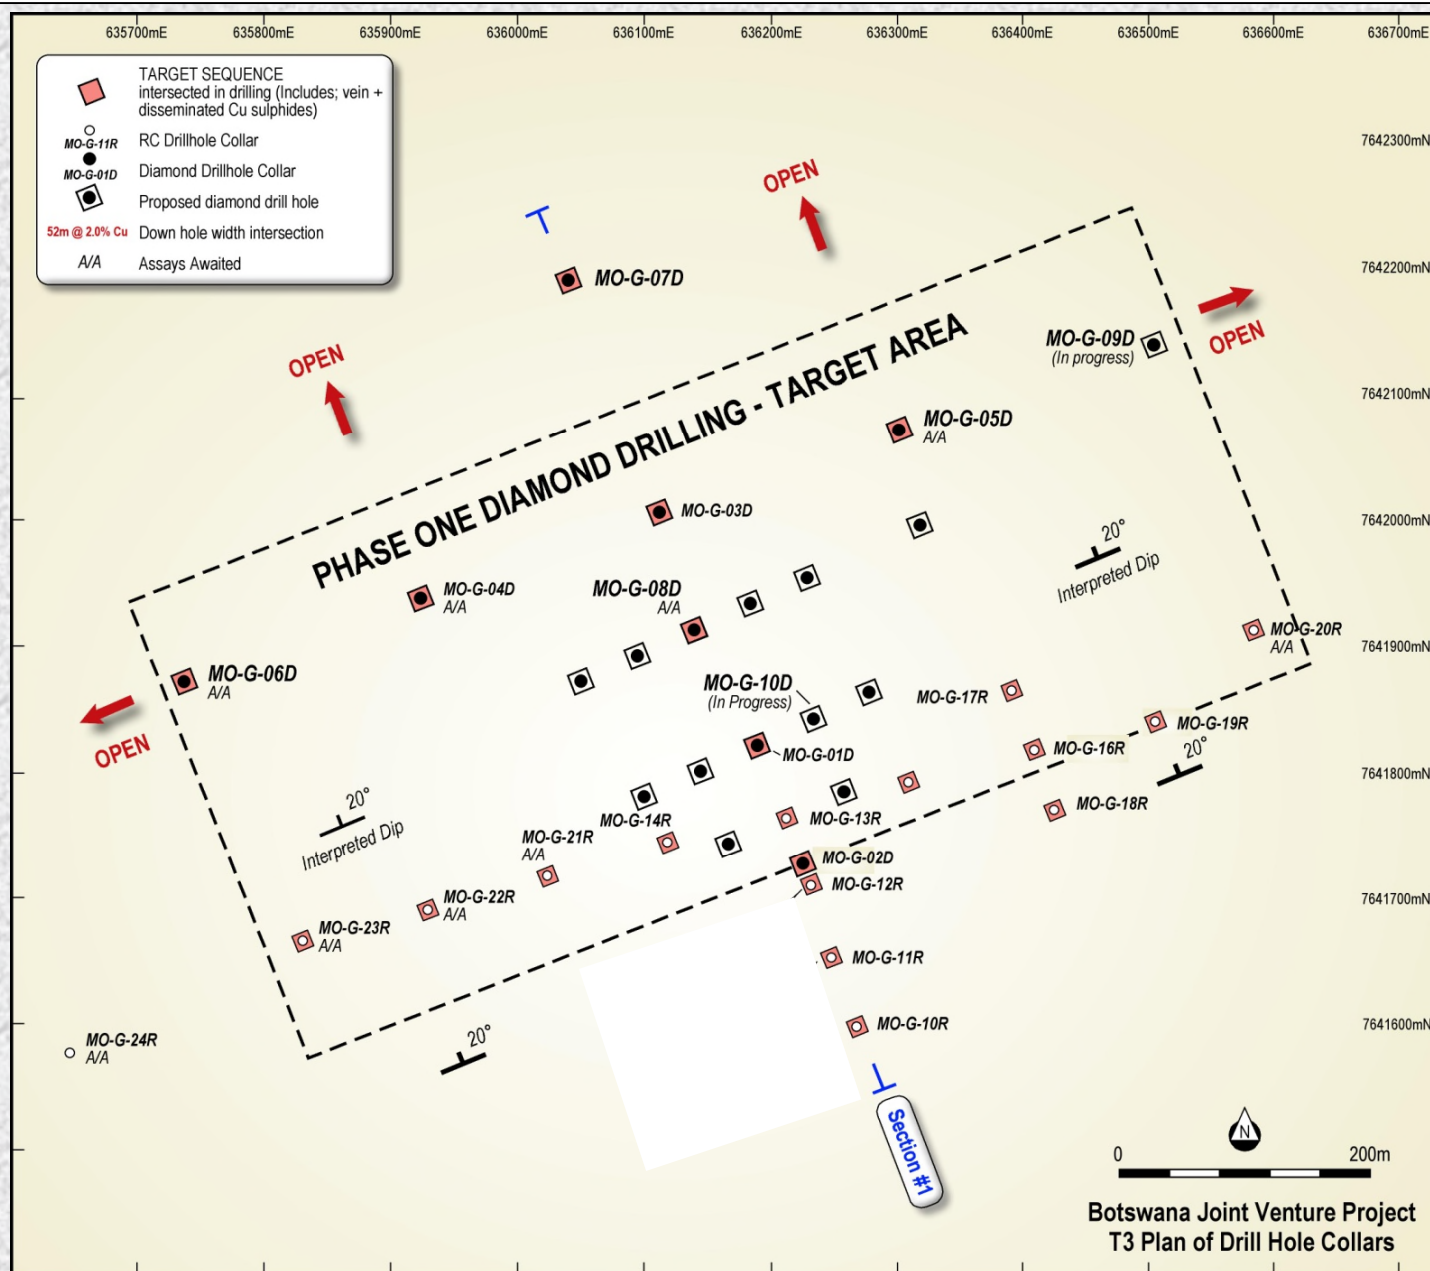 635700mE 635800mE 635900mE 636000mE 636100mE 636200mE 636300mE 636400mE 636500mE 636600mE 636700mE
TARGET SEQUENCE
intersected in drilling (Includes; vein +
disseminated Cu sulphides)
MO-G-11R RC Drillhole Collar
MO-G-01D Diamond Drillhole Collar
Proposed diamond drill hole
52m @ 2.0% Cu Down hole width intersection
A/A Assays Awaited
7642300mN
OPEN
7642200mN
MO-G-07D
OPEN
MO-G-09D
(In progress)
OPEN
7642100mN
PHASE ONE DIAMOND DRILLING - TARGET AREA
MO-G-05D
A/A
MO-G-03D
7642000mN
20°
Interpreted Dip
MO-G-04D
A/A
MO-G-08D
A/A
MO-G-20R
A/A
7641900mN
MO-G-06D
A/A
MO-G-10D
(In Progress)
MO-G-17R
OPEN
MO-G-19R
MO-G-16R
MO-G-01D
20°
7641800mN
20°
Interpreted Dip
MO-G-18R
MO-G-14R
MO-G-13R
MO-G-21R
A/A
MO-G-02D
MO-G-12R
MO-G-22R
A/A
7641700mN
MO-G-23R
A/A
MO-G-11R
MO-G-10R
7641600mN
MO-G-24R
A/A
20°
Section #1
N
0 200m
Botswana Joint Venture Project
T3 Plan of Drill Hole Collars